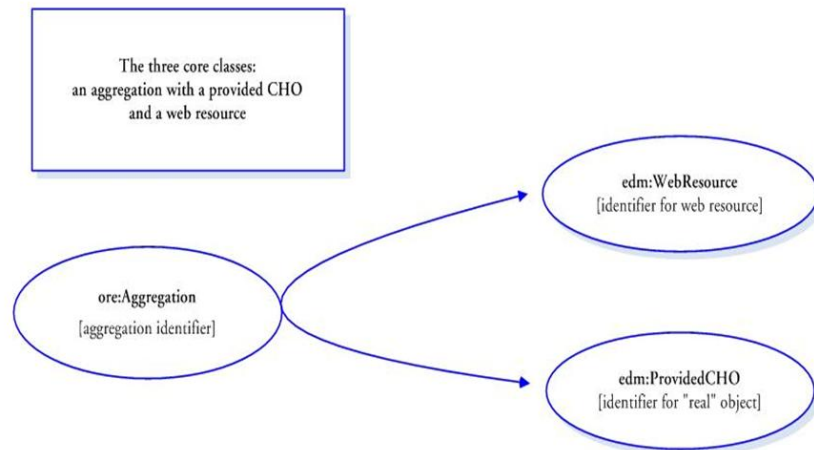 The three core classes:
an aggregation with a provided CHO
and a web resource
edm:WebResource
[identifier for web resource]
ore:Aggregation
[aggregation identifier]
edm:ProvidedCHO
[identifier for "real" object]